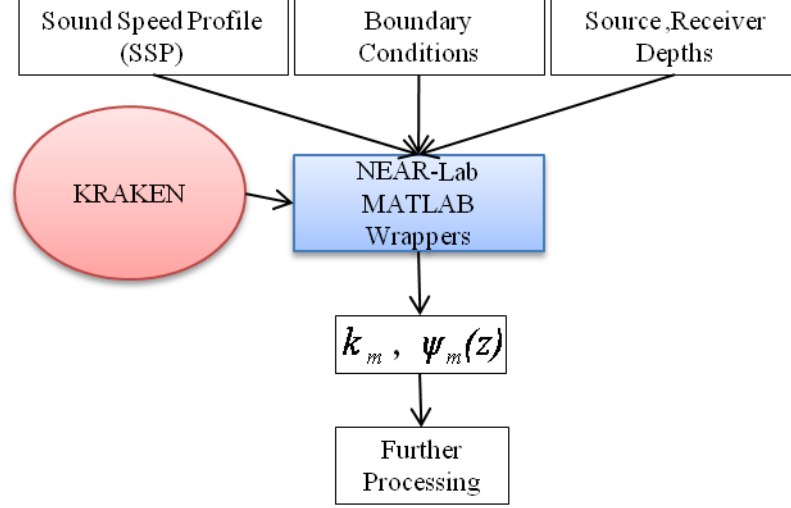 Sound Speed Profile
(SSP)
Boundary
Conditions
Source ,Receiver
Depths
KRAKEN
NEAR-Lab
MATLAB
Wrappers
k_m , ψ_m(z)
Further
Processing